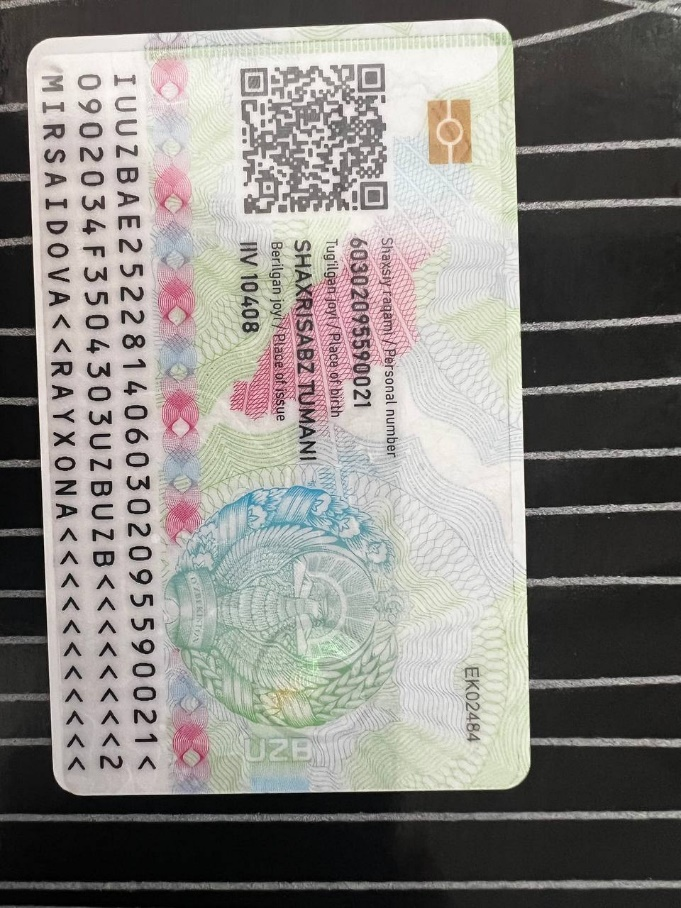 Shaxsiy raqami / Personal number
60302095590021
Tug'ilgan joyi / Place of birth
SHAXRISABZ TUMANI
Berilgan joyi / Place of issue
IIV 10408
EK02484
O'ZBEKISTON
UZB
IUUZBAE2522814060302095590021<
0902034F3504303UZBUZB<<<<<<<2
MIRSAIDOVA<<RAYXONA<<<<<<<<<<<